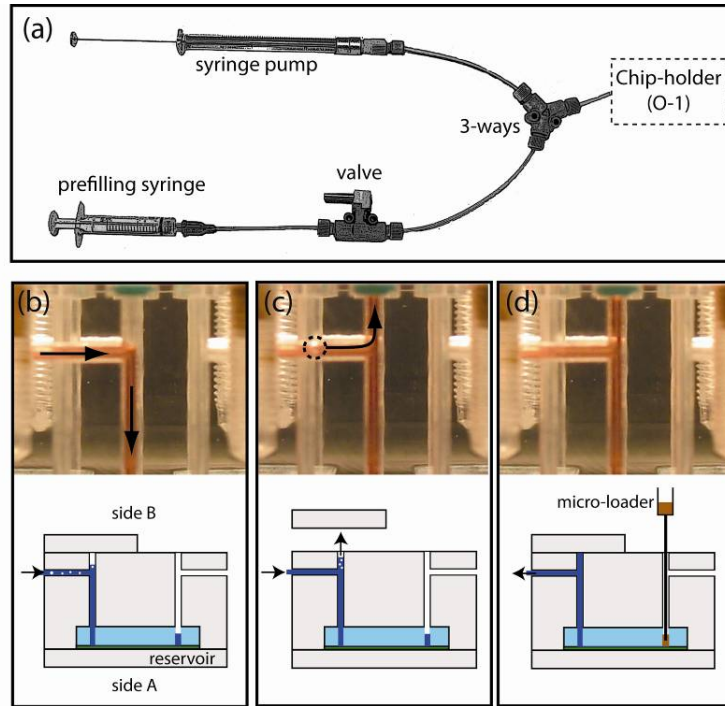 (a)
syringe pump
Chip-holder
(O-1)
3-ways
valve
prefilling syringe
(b)
(c)
(d)
side B
reservoir
side A
micro-loader